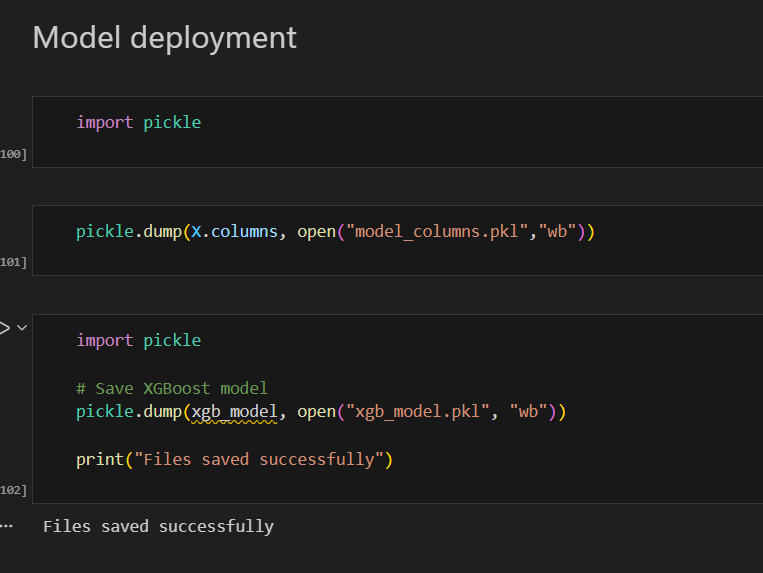 Model deployment
import pickle
100]
pickle.dump(X.columns, open("model_columns.pkl","wb"))
101]
import pickle
# Save XGBoost model
pickle.dump(xgb_model, open("xgb_model.pkl", "wb"))
print("Files saved successfully")
102]
... Files saved successfully